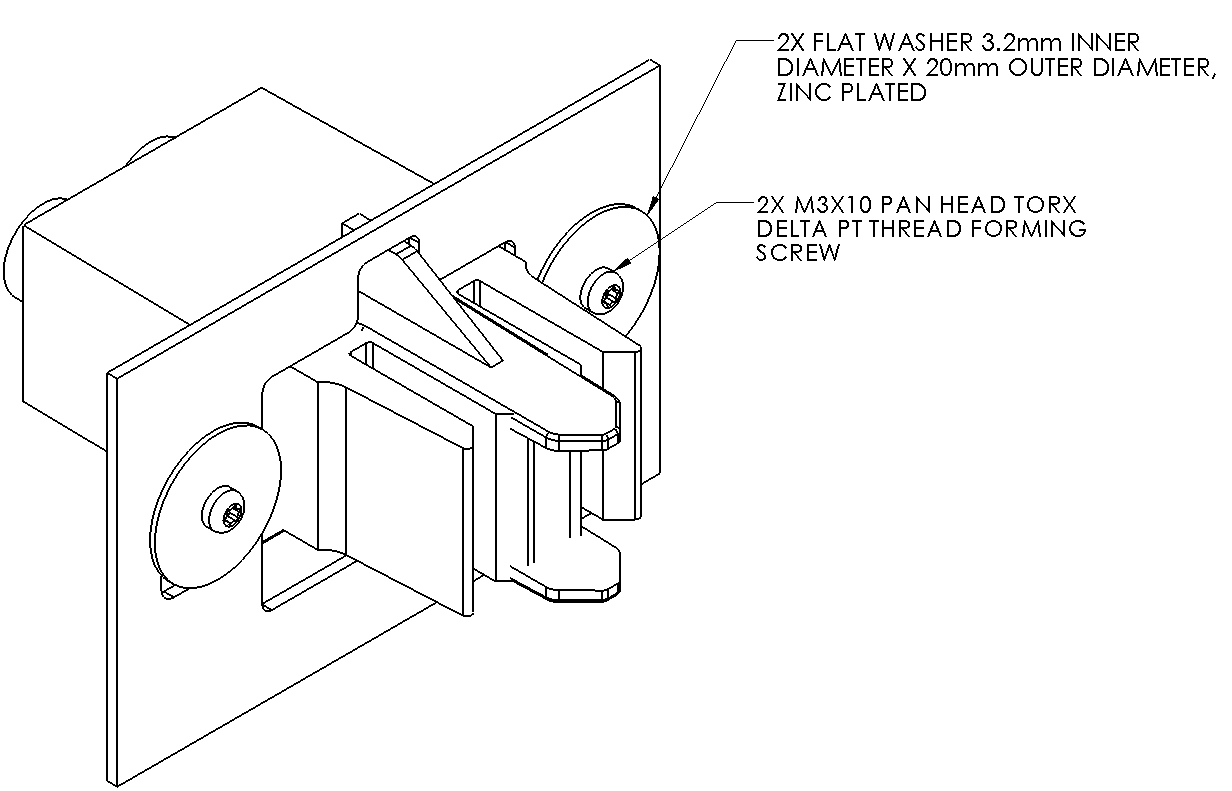 2X FLAT WASHER 3.2mm INNER
DIAMETER X 20mm OUTER DIAMETER,
ZINC PLATED
2X M3X10 PAN HEAD TORX
DELTA PT THREAD FORMING
SCREW